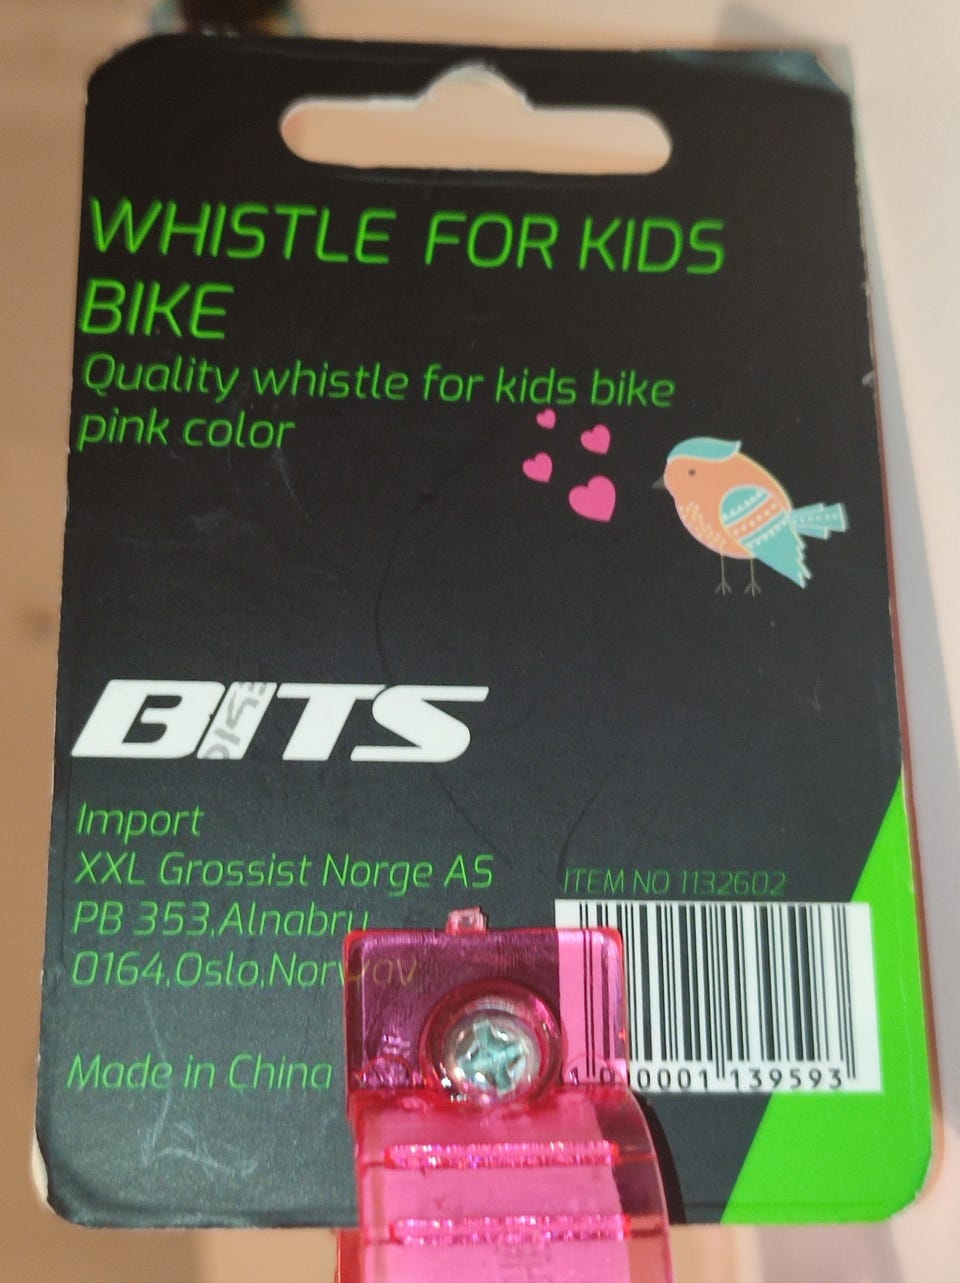 WHISTLE FOR KIDS
BIKE
Quality whistle for kids bike
pink color
BITS
Import
XXL Grossist Norge AS
PB 353,Alnabru
0164,Oslo,Norway
Made in China
ITEM NO 1132602
0001 139593